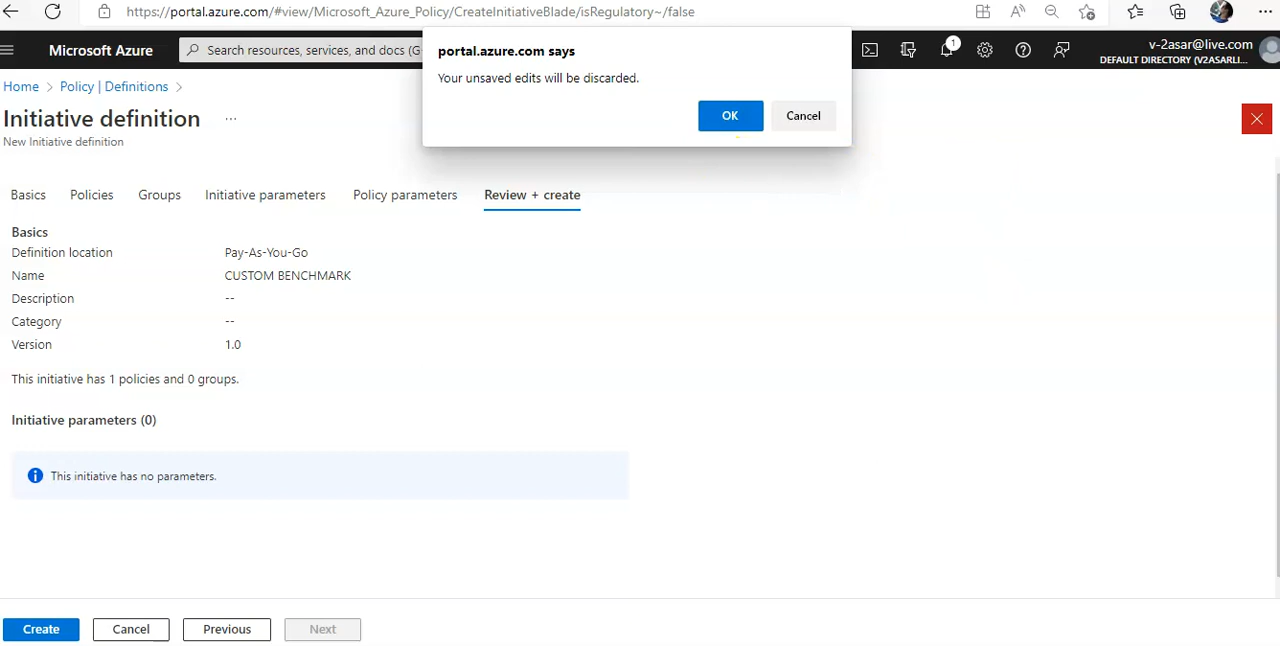 https://portal.azure.com/#view/Microsoft_Azure_Policy/CreateInitiativeBlade/isRegulatory~/false
portal.azure.com says
Your unsaved edits will be discarded.
OK
Cancel
Microsoft Azure
Search resources, services, and docs (G
1
v-2asar@live.com
DEFAULT DIRECTORY (V2ASARLI...
Home > Policy | Definitions >
Initiative definition ...
New Initiative definition
Basics Policies Groups Initiative parameters Policy parameters Review + create
Basics
Definition location Pay-As-You-Go
Name CUSTOM BENCHMARK
Description --
Category --
Version 1.0
This initiative has 1 policies and 0 groups.
Initiative parameters (0)
This initiative has no parameters.
Create Cancel Previous Next